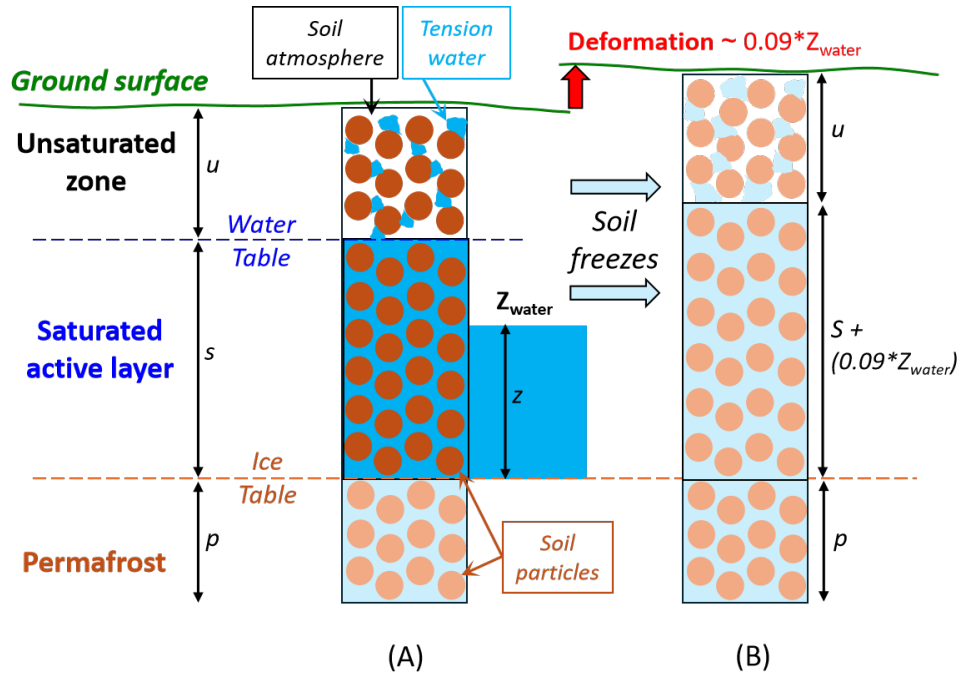 Soil
atmosphere
Tension
water
Deformation ~ 0.09*Zwater
Ground surface
Unsaturated
zone
u
u
Water
Table
Soil
freezes
Saturated
active layer
s
Zwater
z
S +
(0.09*Zwater)
Ice
Table
Permafrost
p
Soil
particles
p
(A)
(B)